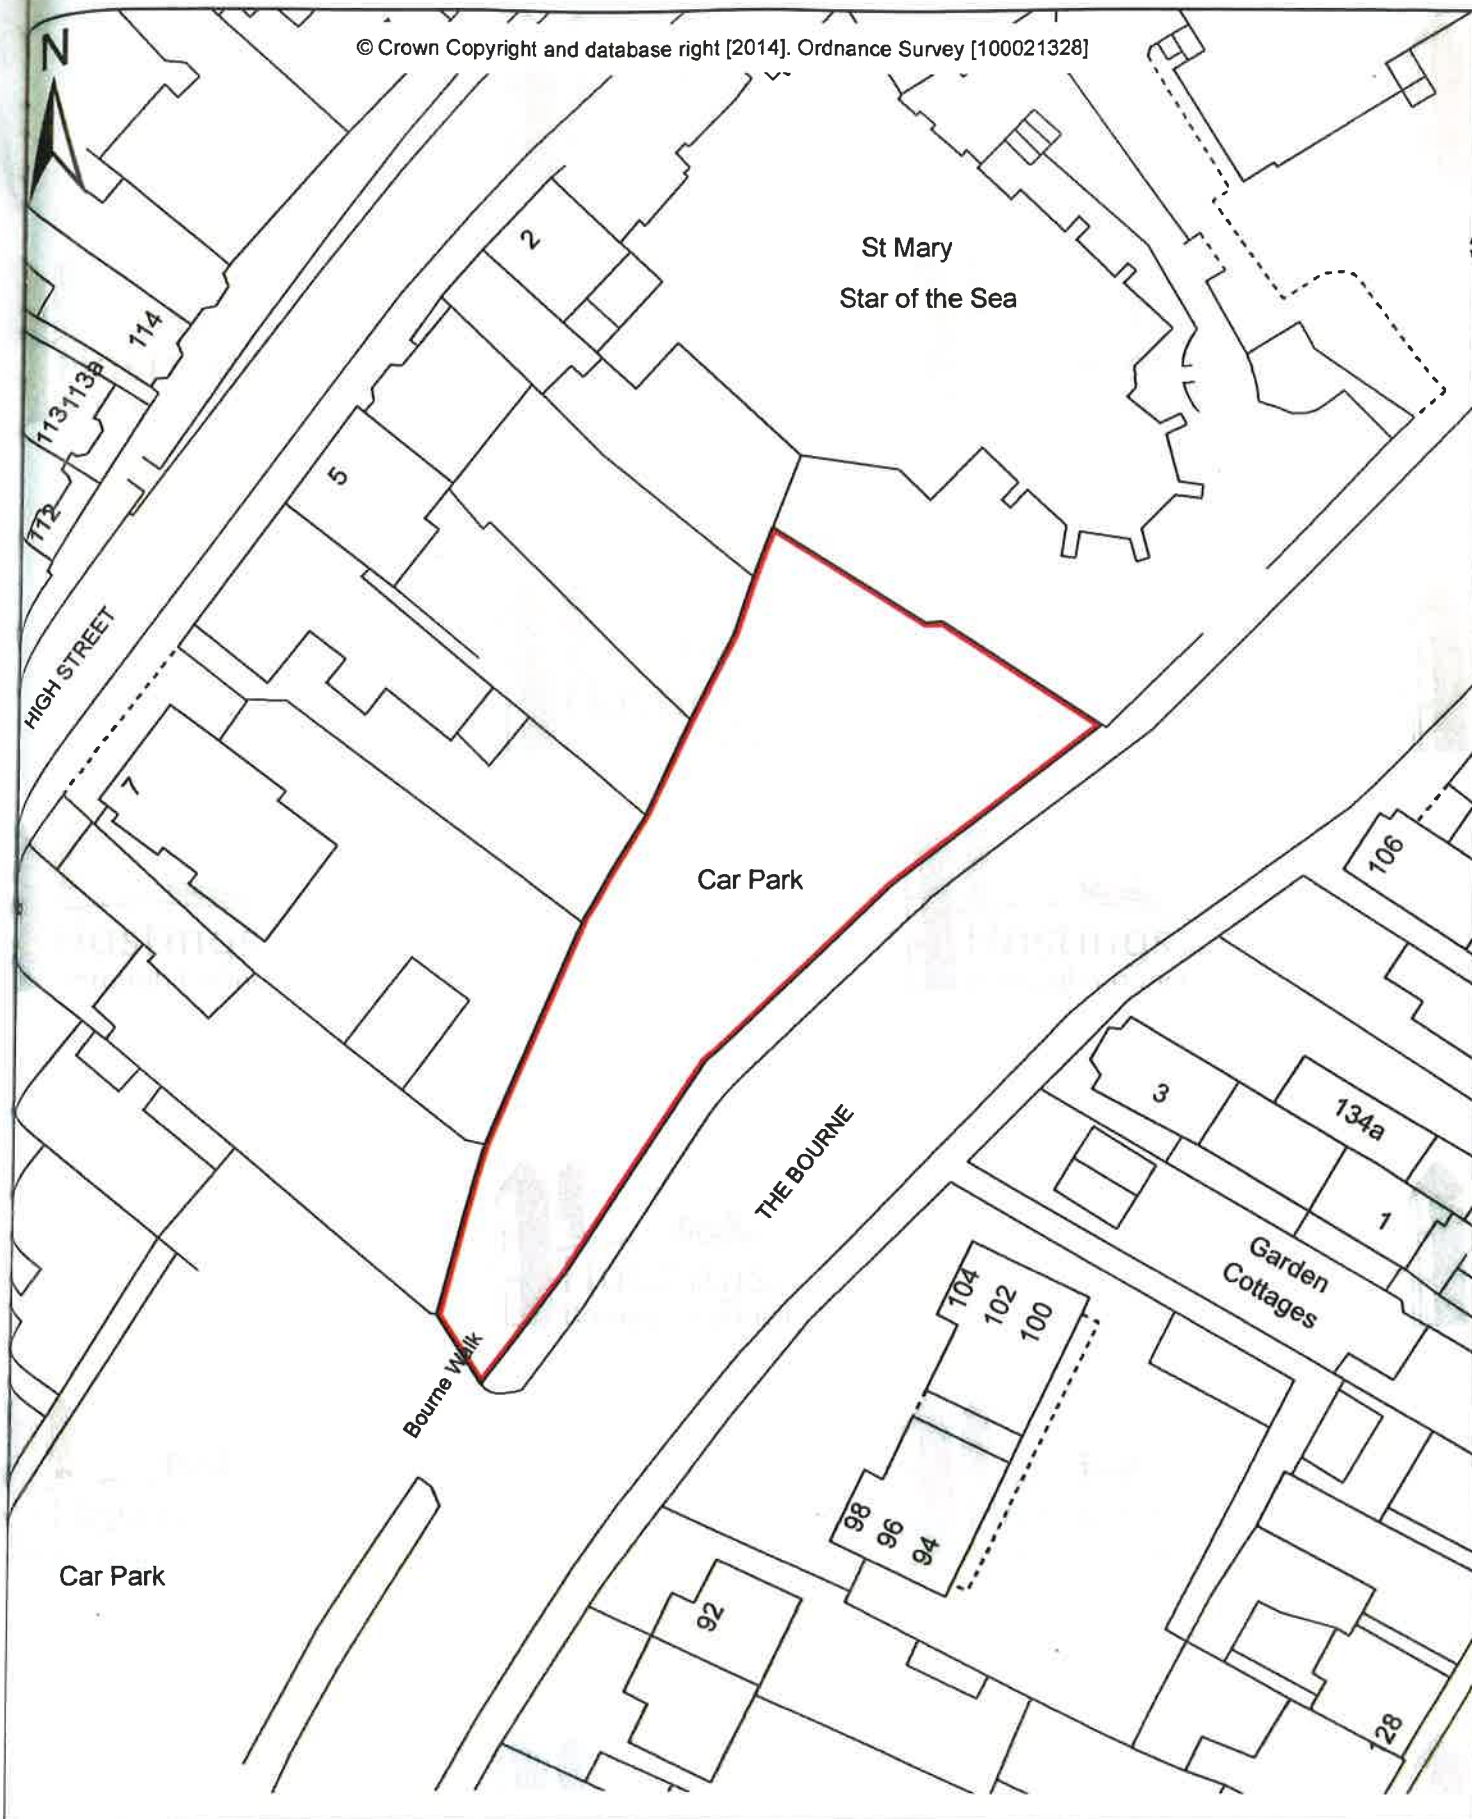 N
© Crown Copyright and database right [2014]. Ordnance Survey [100021328]
St Mary
Star of the Sea
2
114
113a
113
112
5
HIGH STREET
7
Car Park
106
3
134a
1
THE BOURNE
Garden
Cottages
104
102
100
Bourne Walk
98
96
94
Car Park
92
128